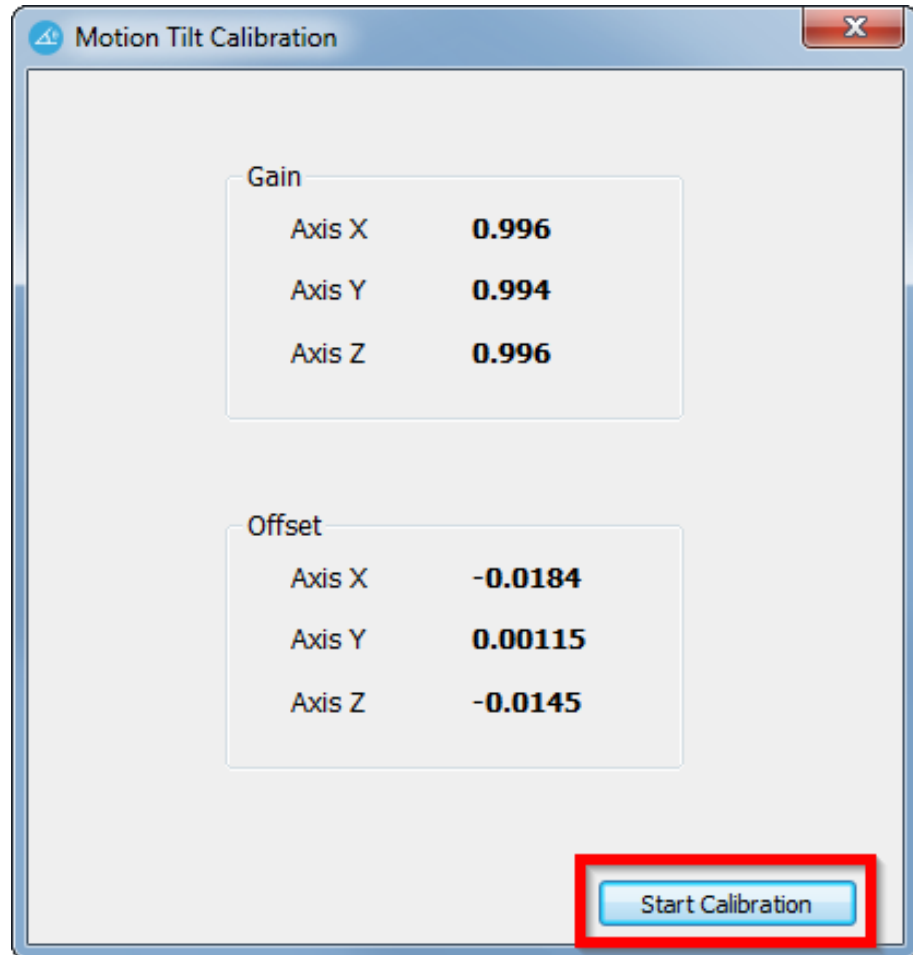 Motion Tilt Calibration
Gain
Axis X 0.996
Axis Y 0.994
Axis Z 0.996
Offset
Axis X -0.0184
Axis Y 0.00115
Axis Z -0.0145
Start Calibration